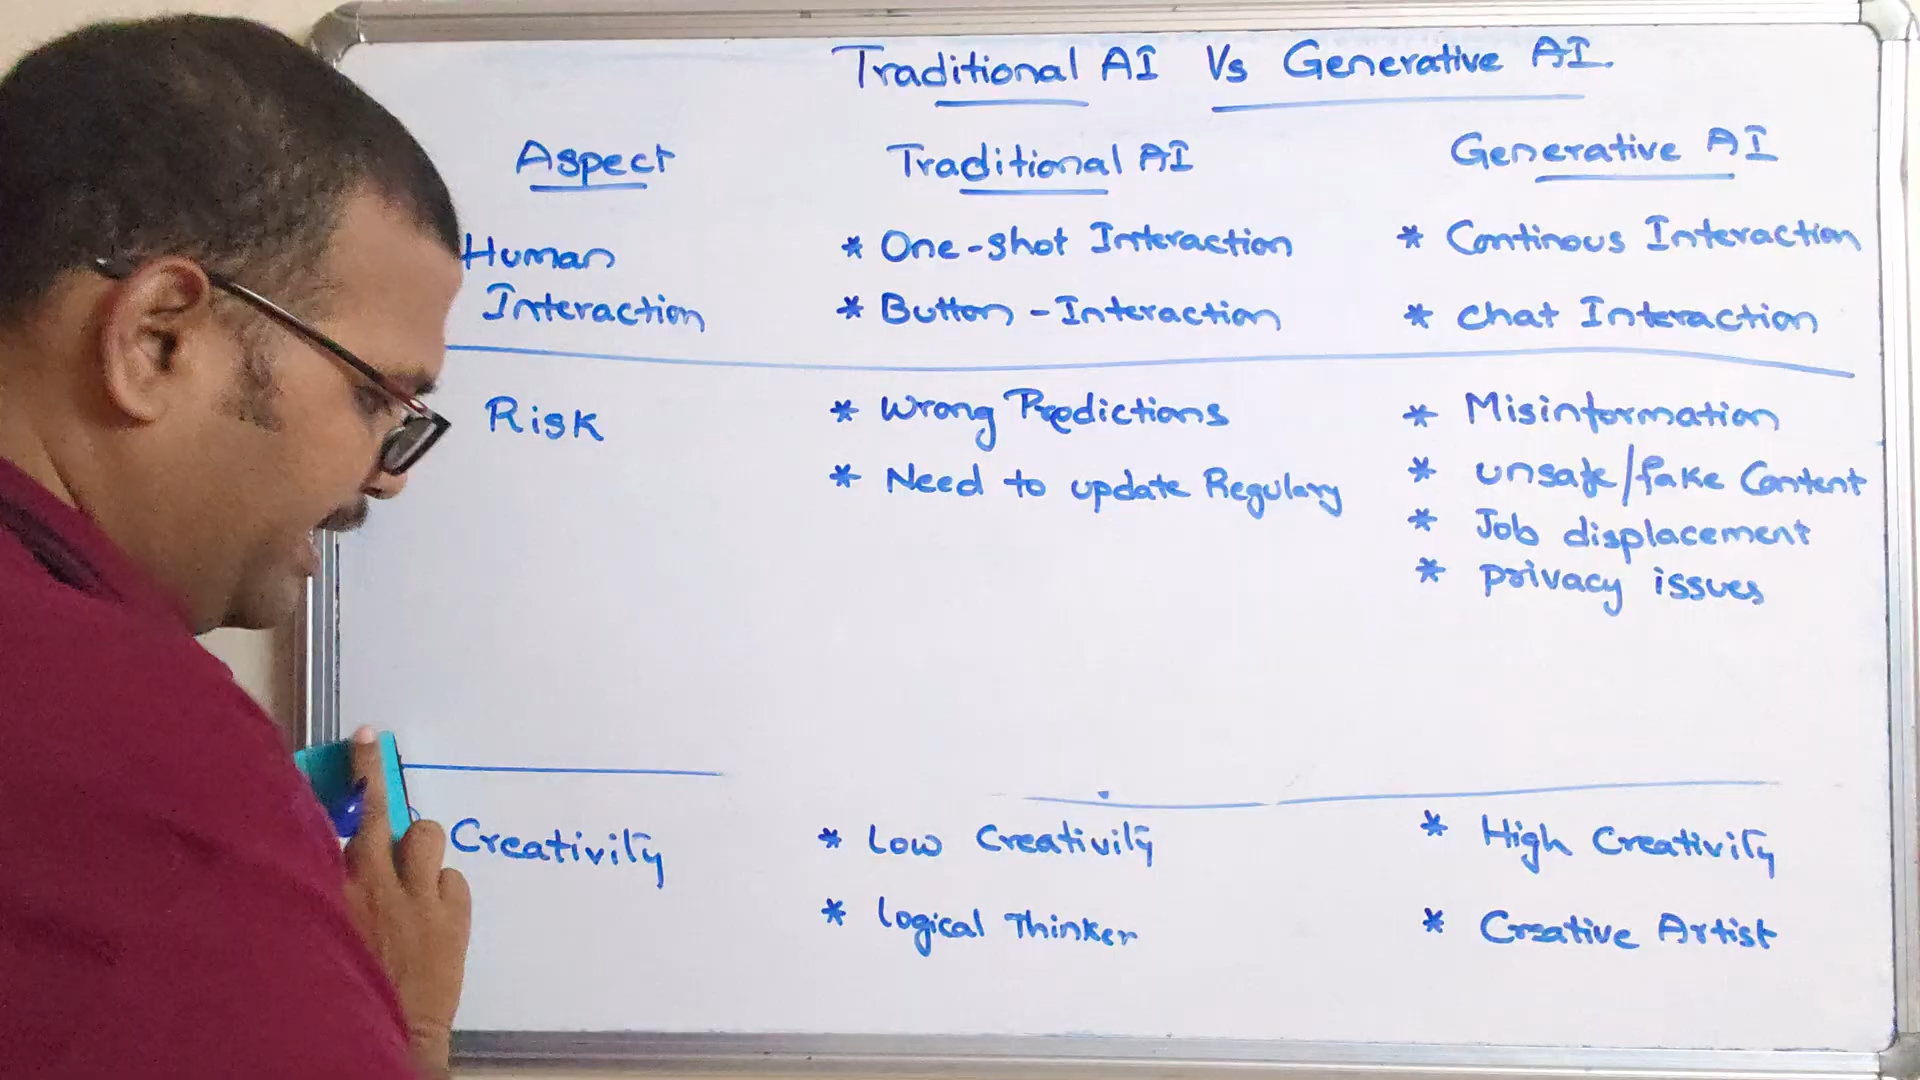 Traditional AI Vs Generative AI.
Aspect Traditional AI Generative AI
Human Interaction
* One-shot Interaction
* Button-Interaction
* Continous Interaction
* chat Interaction
Risk
* Wrong Predictions
* Need to update Regulary
* Misinformation
* unsafe/fake Content
* Job displacement
* privacy issues
Creativity
* Low Creativity
* logical Thinker
* High Creativity
* Creative Artist